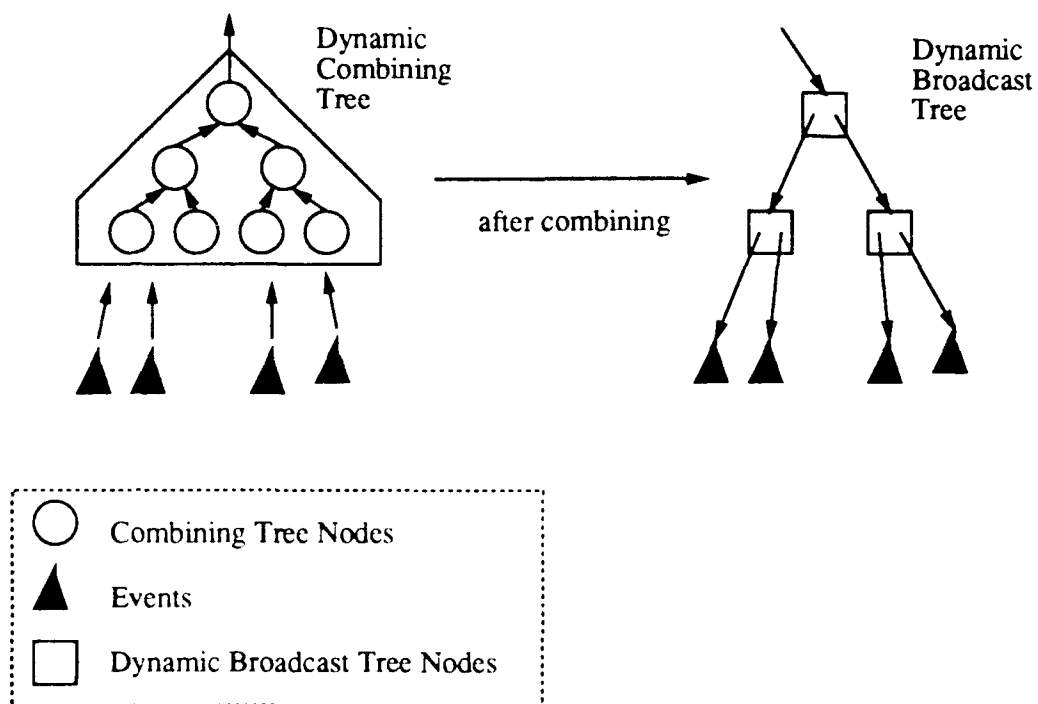 Dynamic
Combining
Tree
Dynamic
Broadcast
Tree
after combining
Combining Tree Nodes
Events
Dynamic Broadcast Tree Nodes